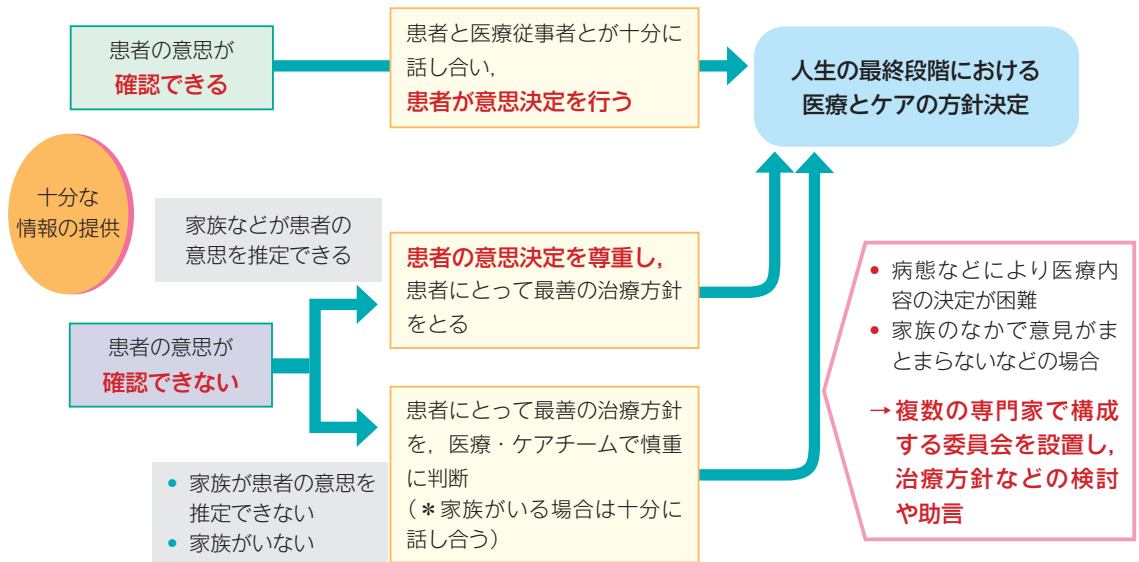 患者の意思が
確認できる
患者と医療従事者とが十分に
話し合い,
患者が意思決定を行う
人生の最終段階における
医療とケアの方針決定
十分な
情報の提供
家族などが患者の
意思を推定できる
患者の意思決定を尊重し,
患者にとって最善の治療方針
をとる
患者の意思が
確認できない
患者にとって最善の治療方針
を,医療・ケアチームで慎重
に判断
(*家族がいる場合は十分に
話し合う)
• 家族が患者の意思を
推定できない
• 家族がいない
• 病態などにより医療内
容の決定が困難
• 家族のなかで意見がま
とまらないなどの場合
→複数の専門家で構成
する委員会を設置し,
治療方針などの検討
や助言